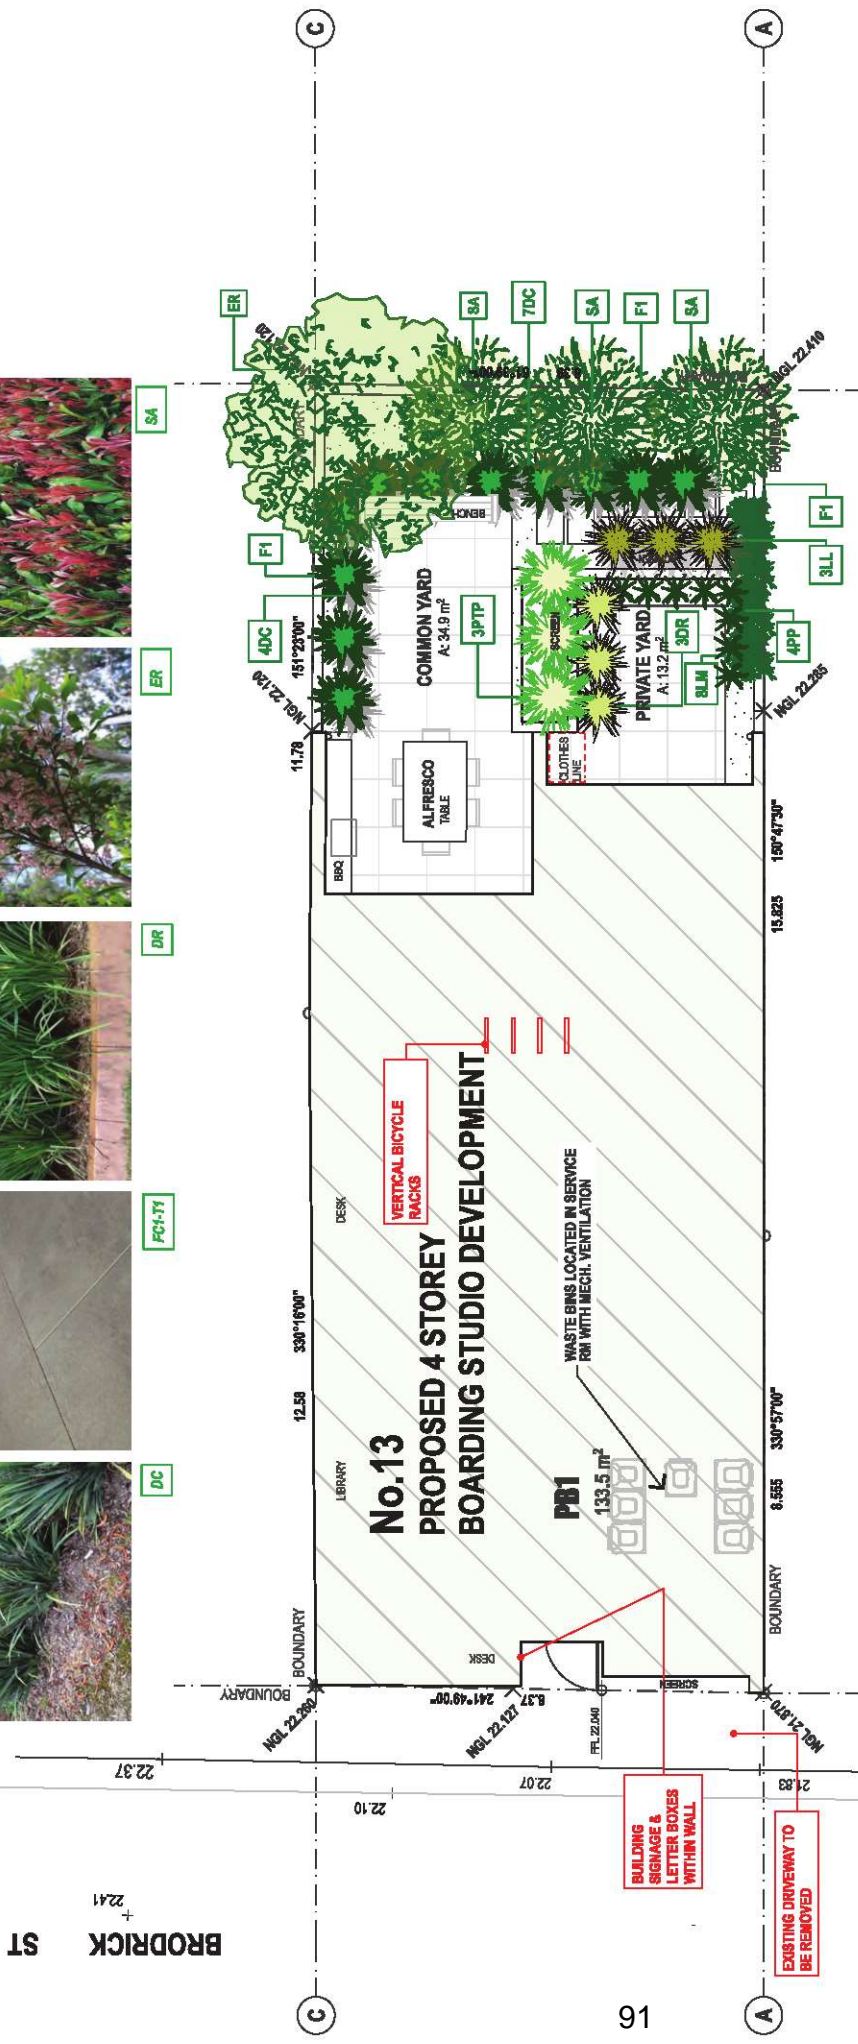 C
A
ER
SA
7DC
SA
F1
SA
SA
ER
DR
FC1-T1
DC
NGL 22.410
F1
4DC
3PTP
BENCH
COMMON YARD
A: 34.9 m²
SCREEN
PRIVATE YARD
A: 13.2 m²
3DR
8LM
4PP
3LL
F1
NGL 22.120
151°23'00"
11.78
NGL 22.285
CLOTHES
LINE
ALFRESCO
TABLE
BBQ
15.825
150°47'30"
VERTICAL BICYCLE
RACKS
DESK
12.58
330°16'00"
LIBRARY
No.13
PROPOSED 4 STOREY
BOARDING STUDIO DEVELOPMENT
WASTE BINS LOCATED IN SERVICE
RM WITH MECH. VENTILATION
PB1
133.5 m²
8.555
330°57'00"
BOUNDARY
BOUNDARY
BOUNDARY
DESK
SCREEN
NGL 22.260
NGL 22.127
241°49'00"
8.37
FFL 22.040
NGL 21.870
22.37
22.10
22.07
21.83
22.41
BUILDING
SIGNAGE &
LETTER BOXES
WITHIN WALL
EXISTING DRIVEWAY TO
BE REMOVED
BRODRICK ST
C
A
91